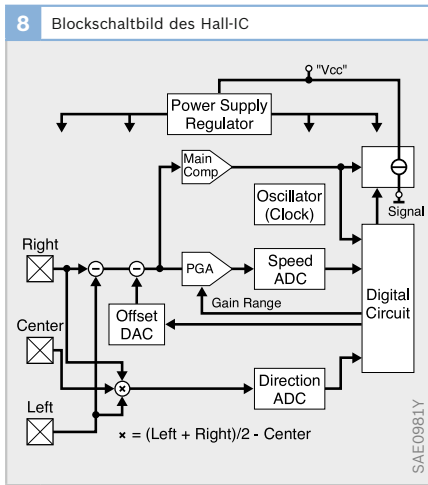 8 Blockschaltbild des Hall-IC
"Vcc"
Power Supply
Regulator
Main
Comp.
Oscillator
(Clock)
Signal
Right
−
−
PGA
Speed
ADC
Gain Range
Digital
Circuit
Offset
DAC
Center
×
Direction
ADC
Left
× = (Left + Right)/2 - Center
SAE0981Y